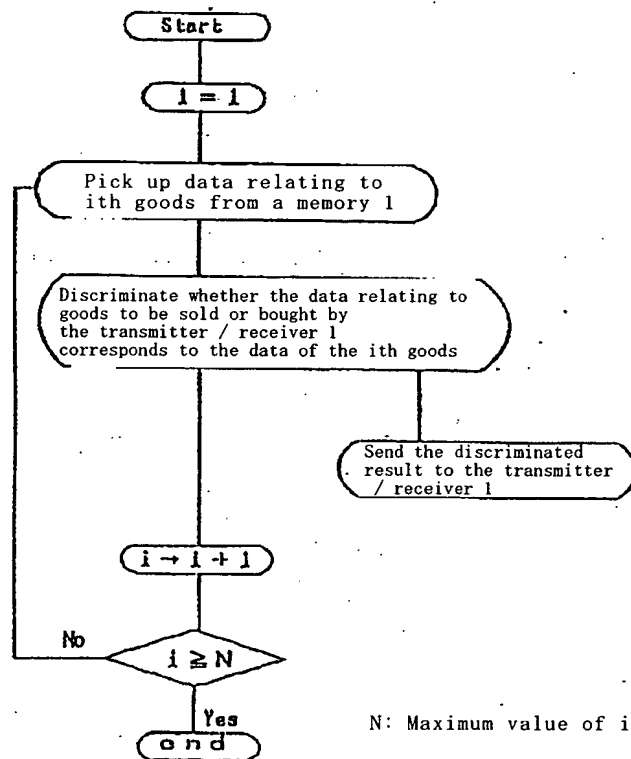 Start
i = 1
Pick up data relating to
ith goods from a memory 1
Discriminate whether the data relating to
goods to be sold or bought by
the transmitter / receiver 1
corresponds to the data of the ith goods
Send the discriminated
result to the transmitter
/ receiver 1
i → i + 1
No
i ≧ N
Yes
end
N: Maximum value of i